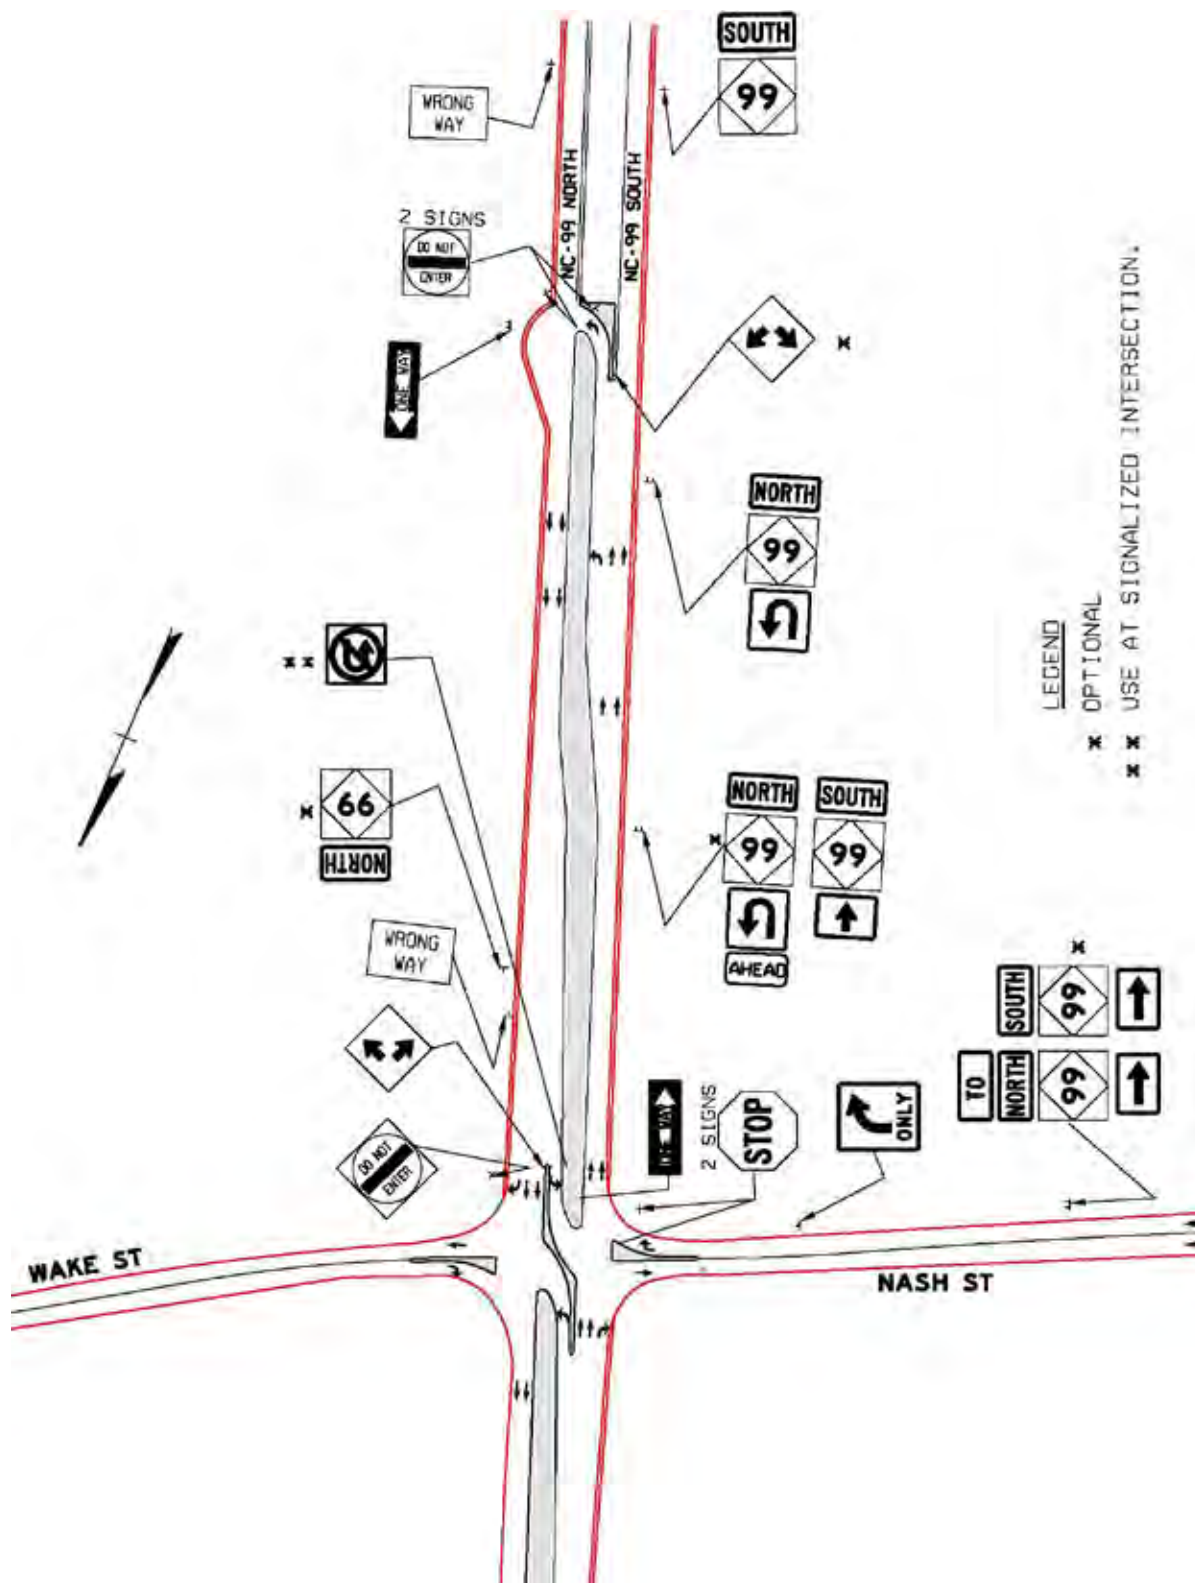 SOUTH
99
WRONG
WAY
NC-99 NORTH
NC-99 SOUTH
2 SIGNS
DO NOT
ENTER
ONE WAY
NORTH
99
LEGEND
* OPTIONAL
* * USE AT SIGNALIZED INTERSECTION.
99
NORTH
NORTH
99
AHEAD
SOUTH
99
WRONG
WAY
SOUTH
99
TO
NORTH
99
DO NOT
ENTER
ONE WAY
2 SIGNS
STOP
ONLY
WAKE ST
NASH ST